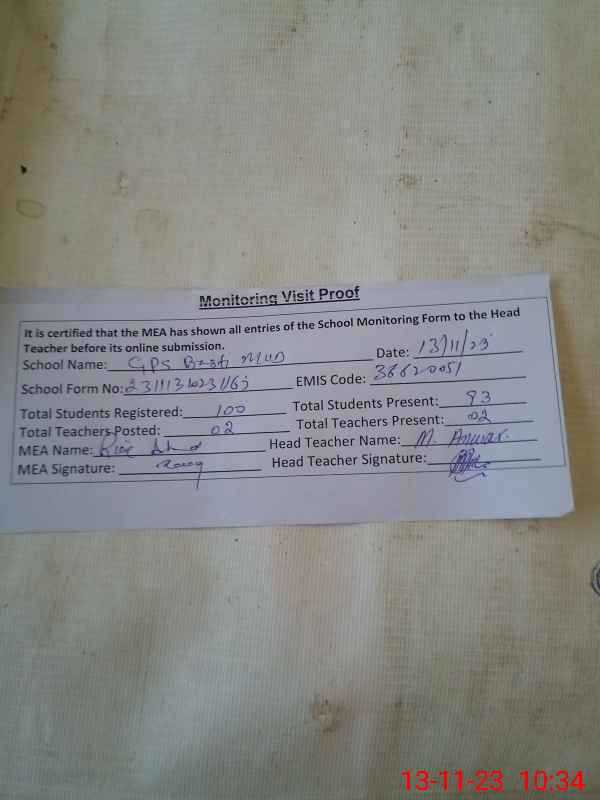 Monitoring Visit Proof
It is certified that the MEA has shown all entries of the School Monitoring Form to the Head
Teacher before its online submission.
School Name: GPS Basti Date: 13/11/23
School Form No: EMIS Code: 38620051
Total Students Registered: 100 Total Students Present: 93
Total Teachers Posted: 02 Total Teachers Present: 02
MEA Name: Head Teacher Name: M. Anwar.
MEA Signature: Head Teacher Signature:
13-11-23 10:34